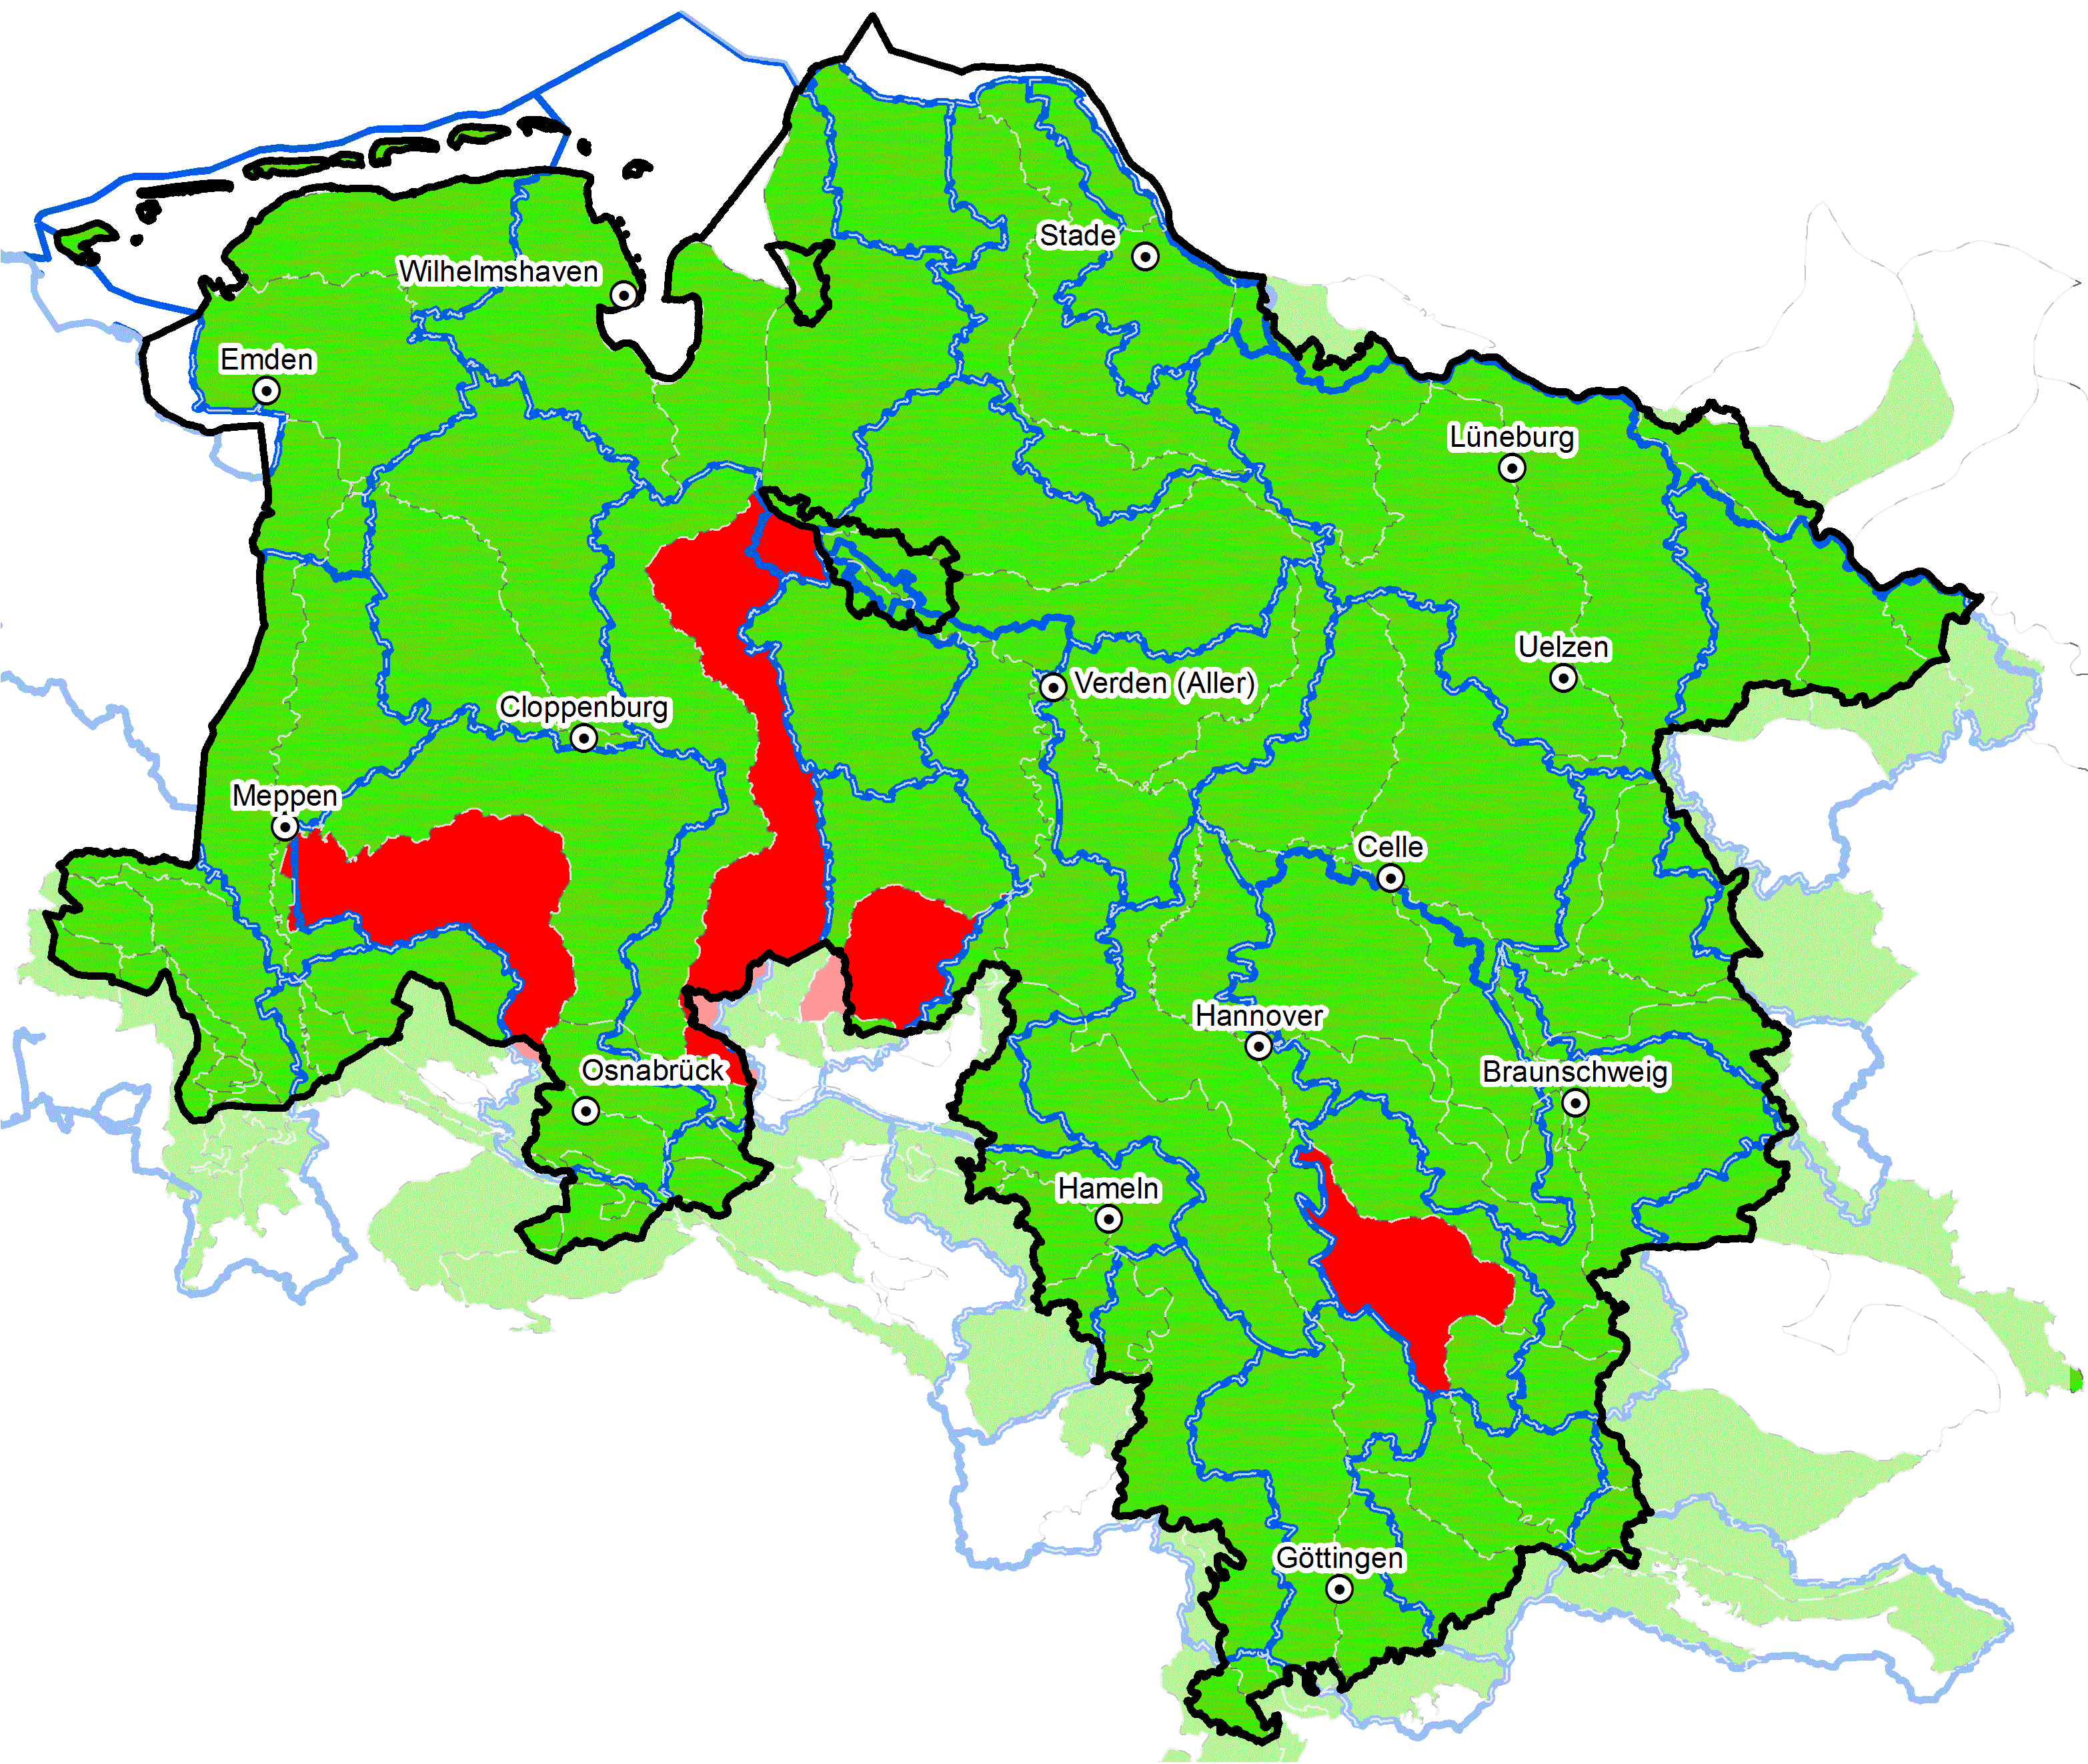 Stade
Wilhelmshaven
Emden
Lüneburg
Uelzen
Verden (Aller)
Cloppenburg
Meppen
Celle
Hannover
Osnabrück
Braunschweig
Hameln
Göttingen